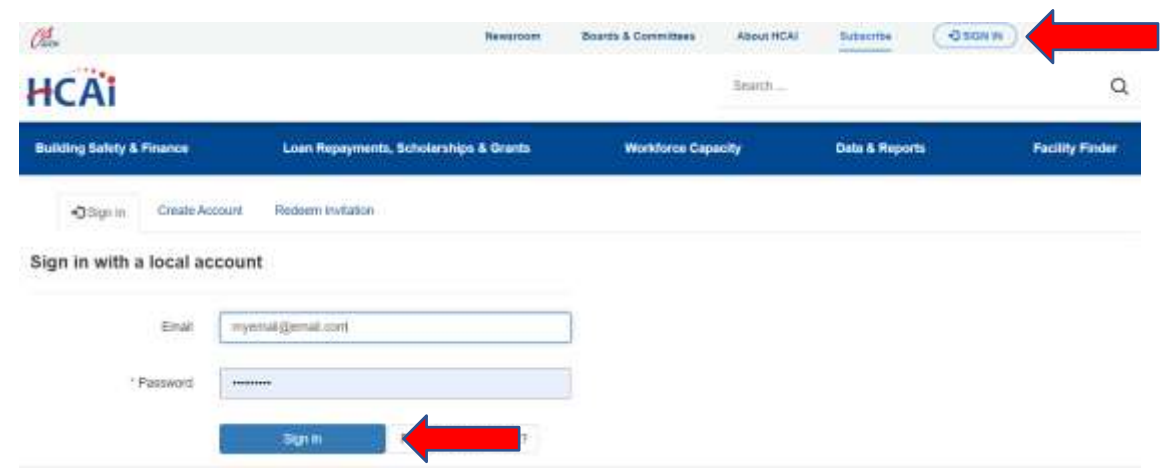 Newsroom Boards & Committees About HCAI Subscribe SIGN IN
HCAi
Search ...
Building Safety & Finance Loan Repayments, Scholarships & Grants Workforce Capacity Data & Reports Facility Finder
Sign in Create Account Redeem Invitation
Sign in with a local account
Email myemail@email.com
* Password ••••••••
Sign in ?